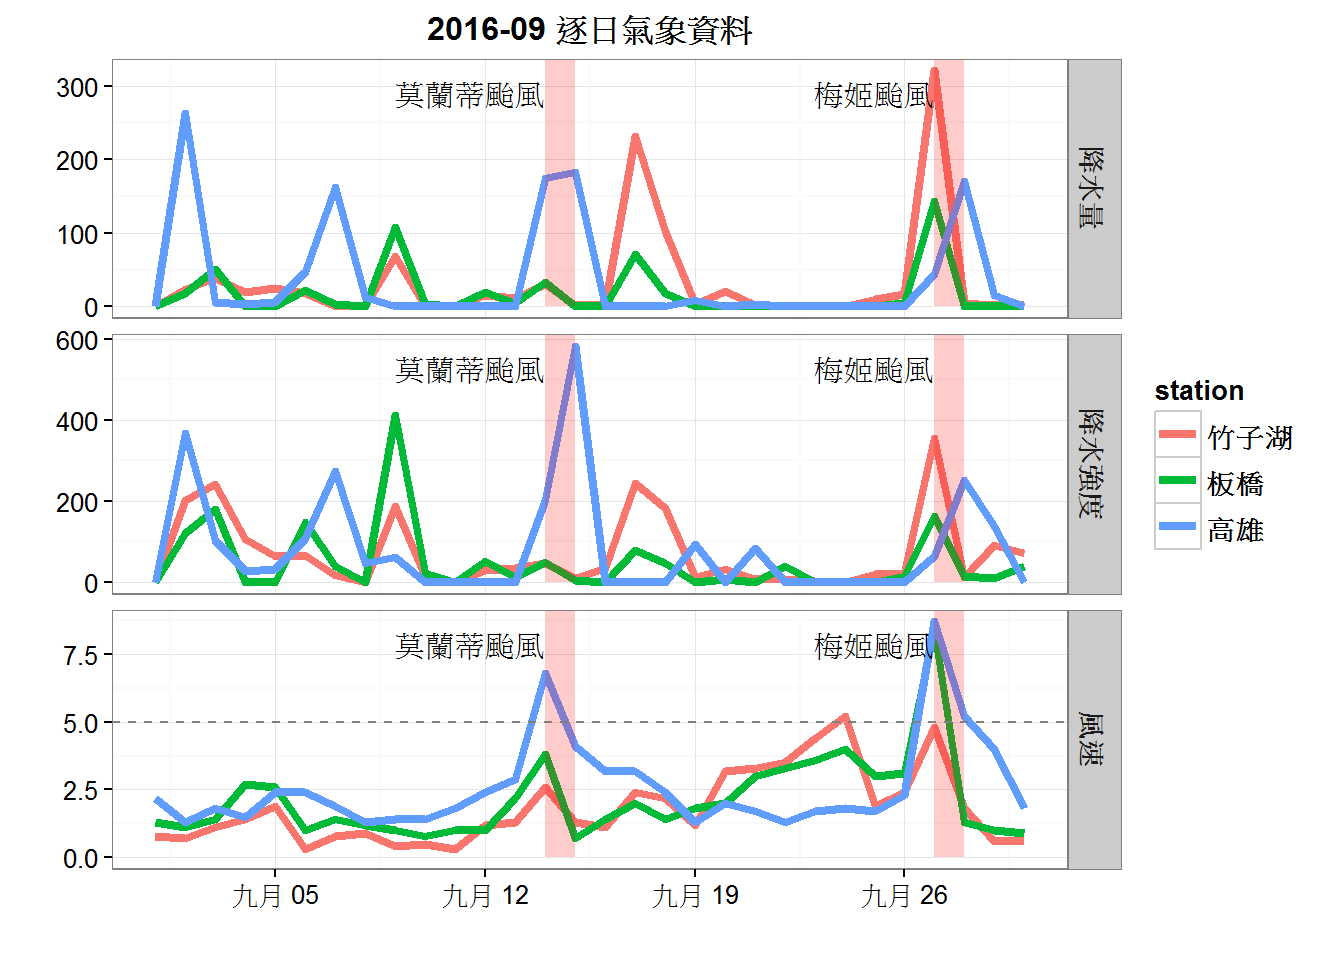 2016-09 逐日氣象資料
300
200
100
0
莫蘭蒂颱風
梅姬颱風
降水量
600
400
200
0
莫蘭蒂颱風
梅姬颱風
降水強度
7.5
5.0
2.5
0.0
莫蘭蒂颱風
梅姬颱風
風速
九月 05
九月 12
九月 19
九月 26
station
竹子湖
板橋
高雄